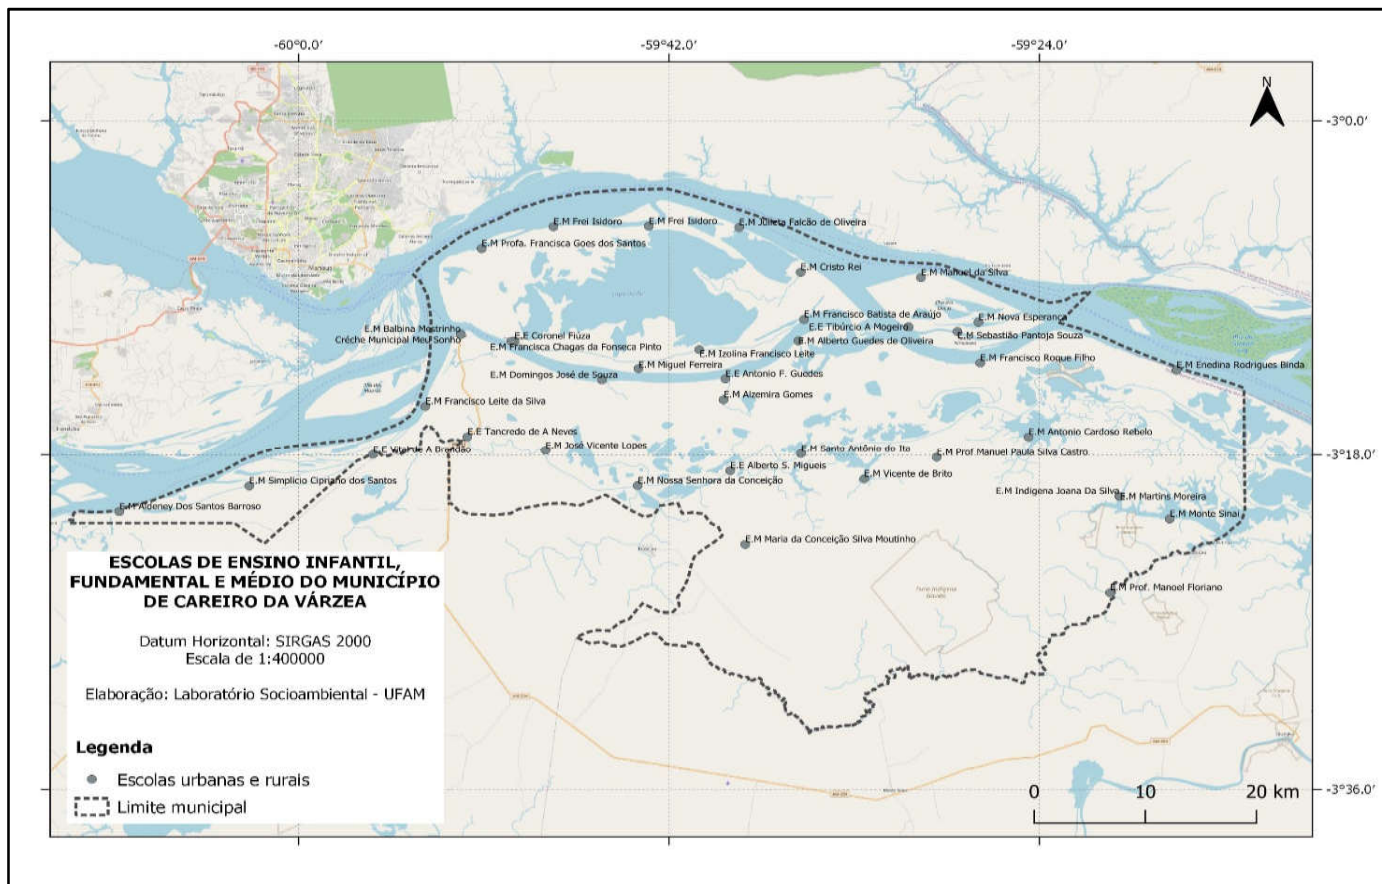 -60°0.0'
-59°42.0'
-59°24.0'
N
-3°0.0'
E.M Frei Isidoro
E.M Frei Isidoro
E.M Julieta Falcão de Oliveira
E.M Profa. Francisca Goes dos Santos
E.M Cristo Rei
E.M Manuel da Silva
Manaus
E.M Francisco Batista de Araújo
E.M Nova Esperança
E.E Tibúrcio A Mogeiro
E.M Balbina Mestrinho
E.E Coronel Fiúza
E.M Sebastião Pantoja Souza
Créche Municipal Meu Sonho
E.M Francisca Chagas da Fonseca Pinto
E.M Alberto Guedes de Oliveira
E.M Izolina Francisco Leite
E.M Francisco Roque Filho
E.M Miguel Ferreira
E.M Enedina Rodrigues Binda
E.M Domingos José de Souza
E.E Antonio F. Guedes
E.M Aizemira Gomes
E.M Francisco Leite da Silva
E.E Tancredo de A Neves
E.M Antonio Cardoso Rebelo
E.M José Vicente Lopes
E.M Santo Antônio do Ita
E.E Vital de A Brendão
E.M Prof Manuel Paula Silva Castro
-3°18.0'
E.E Alberto S. Migueis
E.M Vicente de Brito
E.M Simplicio Cipriano dos Santos
E.M Nossa Senhora da Conceição
E.M Indigena Joana Da Silva
E.M Martins Moreira
E.M Aldeney Dos Santos Barroso
E.M Monte Sinai
E.M Maria da Conceição Silva Moutinho
E.M Prof. Manoel Floriano
ESCOLAS DE ENSINO INFANTIL,
FUNDAMENTAL E MÉDIO DO MUNICÍPIO
DE CAREIRO DA VÁRZEA
Datum Horizontal: SIRGAS 2000
Escala de 1:400000
Elaboração: Laboratório Socioambiental - UFAM
Legenda
Escolas urbanas e rurais
Limite municipal
0 10 20 km
-3°36.0'